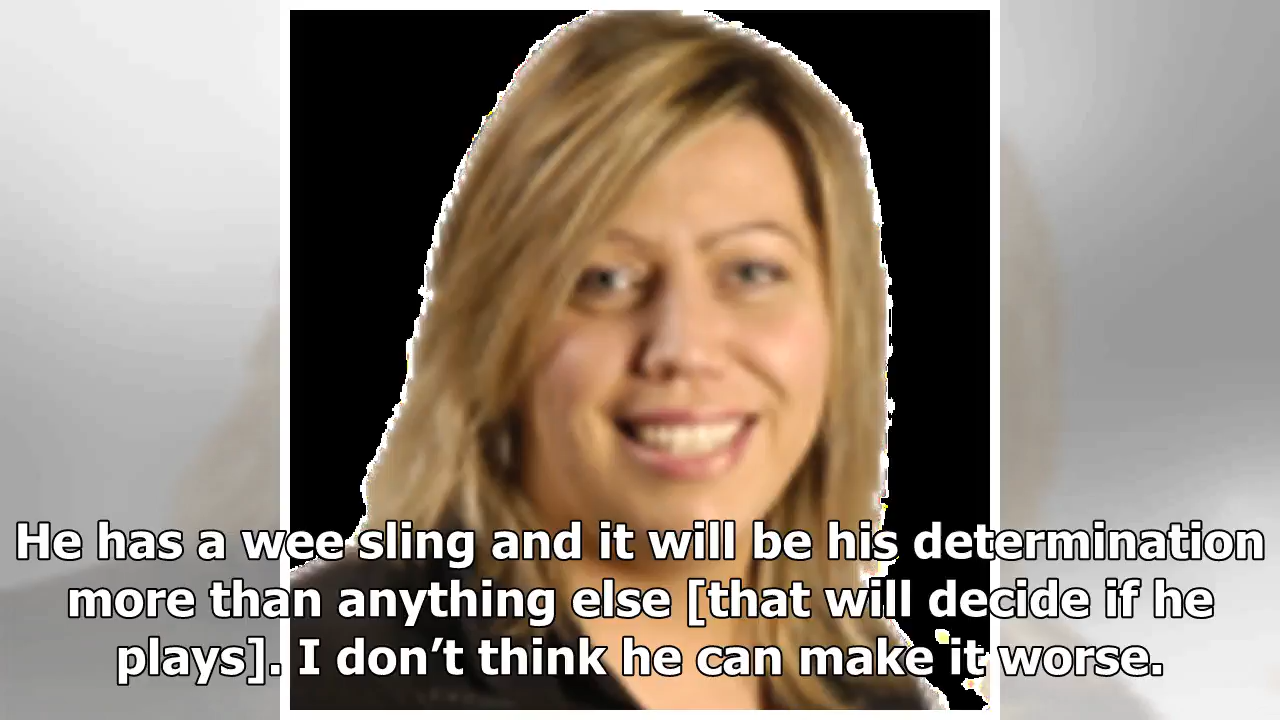 He has a wee sling and it will be his determination
more than anything else [that will decide if he
plays]. I don’t think he can make it worse.